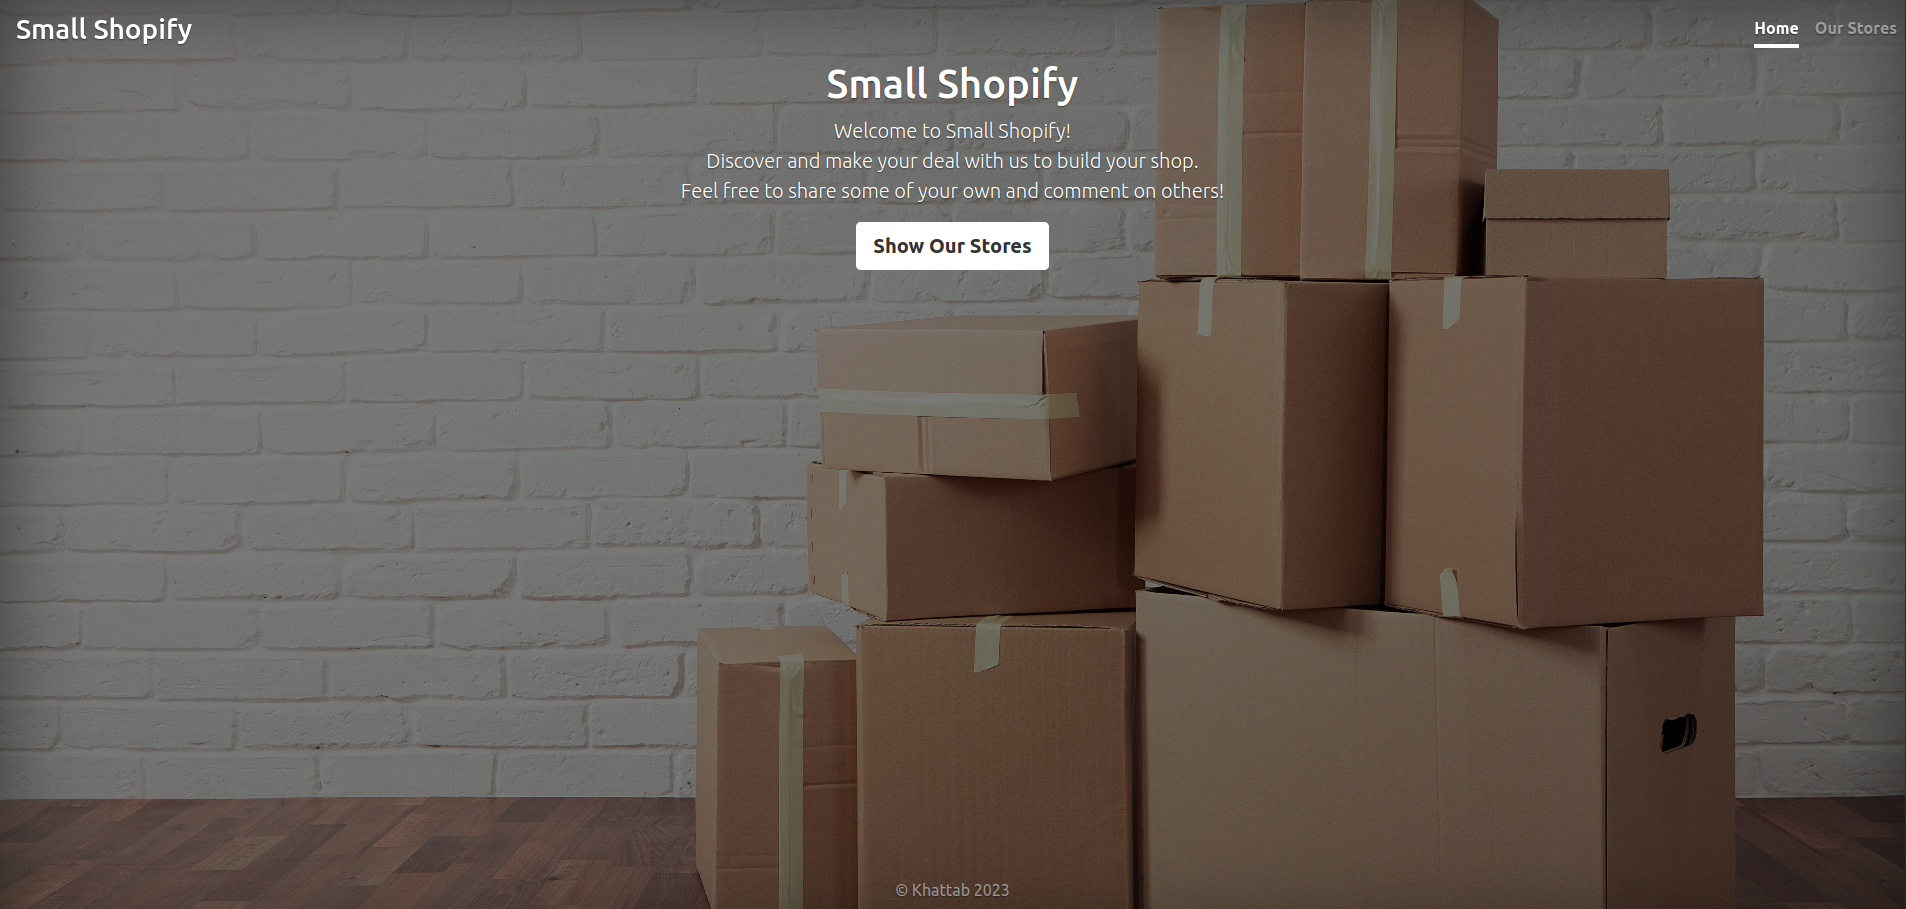 Small Shopify
Home
Our Stores
Small Shopify
Welcome to Small Shopify!
Discover and make your deal with us to build your shop.
Feel free to share some of your own and comment on others!
Show Our Stores
© Khattab 2023